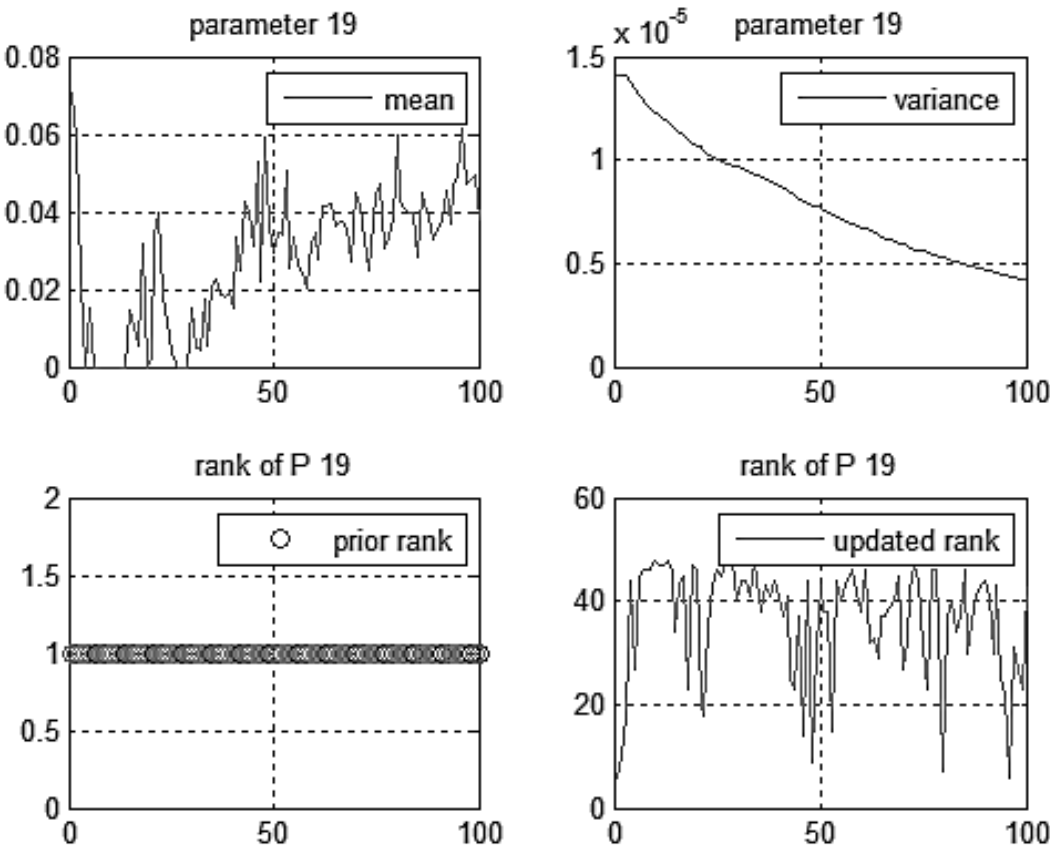 parameter 19
0.08
0.06
0.04
0.02
0
mean
0 50 100
x 10^-5 parameter 19
1.5
1
0.5
0
variance
0 50 100
rank of P 19
2
1.5
1
0.5
0
prior rank
0 50 100
rank of P 19
60
40
20
0
updated rank
0 50 100